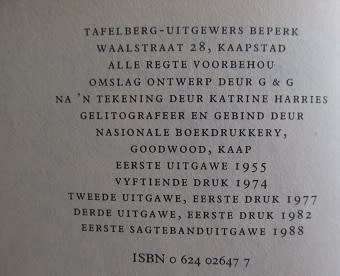 TAFELBERG-UITGEWERS BEPERK
WAALSTRAAT 28, KAAPSTAD
ALLE REGTE VOORBEHOU
OMSLAG ONTWERP DEUR G & G
NA 'N TEKENING DEUR KATRINE HARRIES
GELITOGRAFEER EN GEBIND DEUR
NASIONALE BOEKDRUKKERY,
GOODWOOD, KAAP
EERSTE UITGAWE 1955
VYFTIENDE DRUK 1974
TWEEDE UITGAWE, EERSTE DRUK 1977
DERDE UITGAWE, EERSTE DRUK 1982
EERSTE SAGTEBANDUITGAWE 1988
ISBN 0 624 02647 7